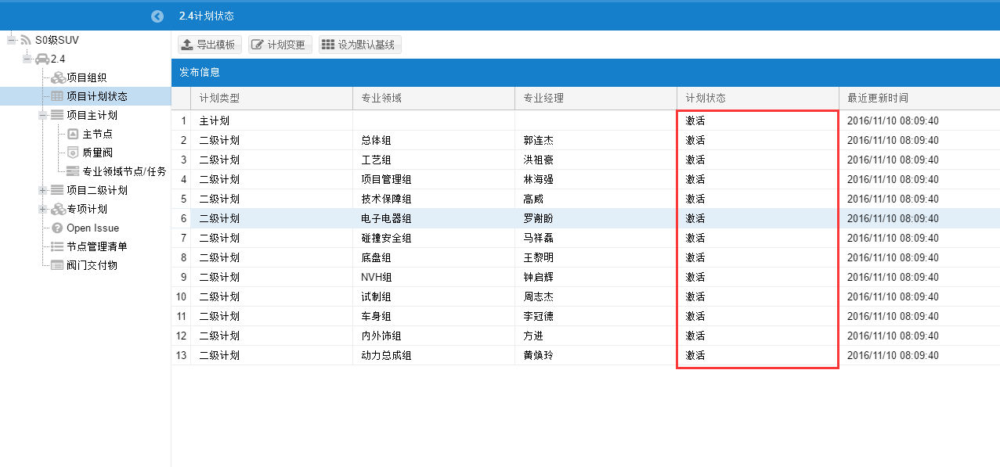 2.4计划状态
S0级SUV
2.4
项目组织
项目计划状态
项目主计划
主节点
质量阀
专业领域节点/任务
项目二级计划
专项计划
Open Issue
节点管理清单
阀门交付物
导出模板 计划变更 设为默认基线
发布信息
计划类型 专业领域 专业经理 计划状态 最近更新时间
1 主计划 激活 2016/11/10 08:09:40
2 二级计划 总体组 郭连杰 激活 2016/11/10 08:09:40
3 二级计划 工艺组 洪祖豪 激活 2016/11/10 08:09:40
4 二级计划 项目管理组 林海强 激活 2016/11/10 08:09:40
5 二级计划 技术保障组 高威 激活 2016/11/10 08:09:40
6 二级计划 电子电器组 罗谢盼 激活 2016/11/10 08:09:40
7 二级计划 碰撞安全组 马祥磊 激活 2016/11/10 08:09:40
8 二级计划 底盘组 王黎明 激活 2016/11/10 08:09:40
9 二级计划 NVH组 钟启辉 激活 2016/11/10 08:09:40
10 二级计划 试制组 周志杰 激活 2016/11/10 08:09:40
11 二级计划 车身组 李冠德 激活 2016/11/10 08:09:40
12 二级计划 内外饰组 方进 激活 2016/11/10 08:09:40
13 二级计划 动力总成组 黄焕玲 激活 2016/11/10 08:09:40